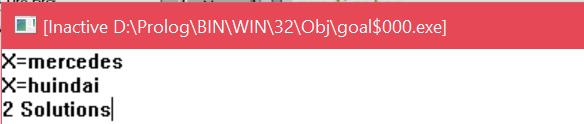 [Inactive D:\Prolog\BIN\WIN\32\Obj\goal$000.exe]
X=mercedes
X=huindai
2 Solutions